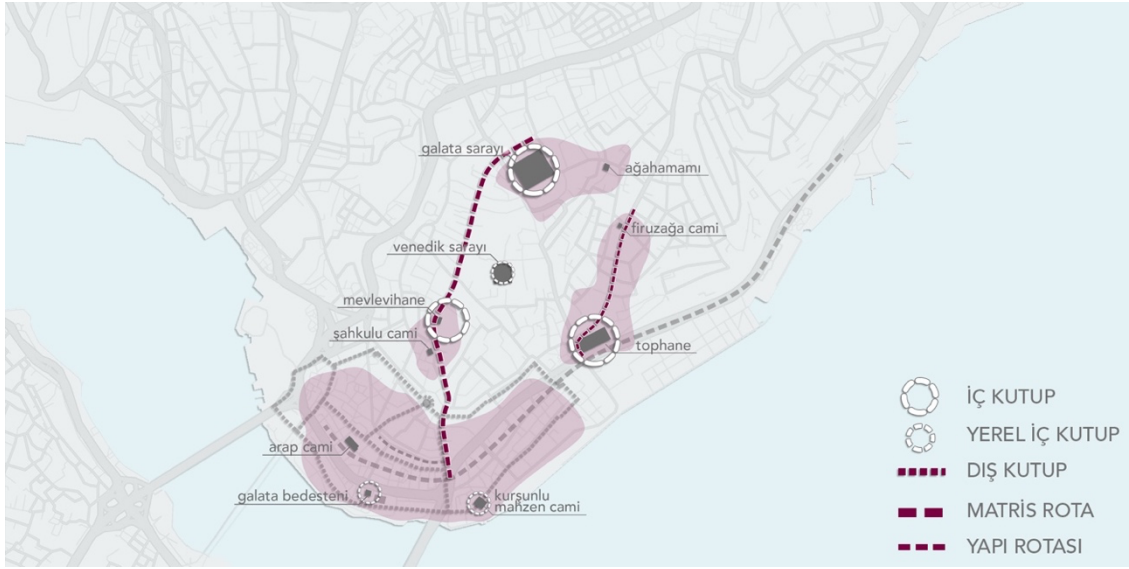 galata sarayı
ağahamamı
firuzağa cami
venedik sarayı
mevlevihane
şahkulu cami
tophane
arap cami
galata bedesteni
kurşunlu
mahzen cami
İÇ KUTUP
YEREL İÇ KUTUP
DIŞ KUTUP
MATRİS ROTA
YAPI ROTASI